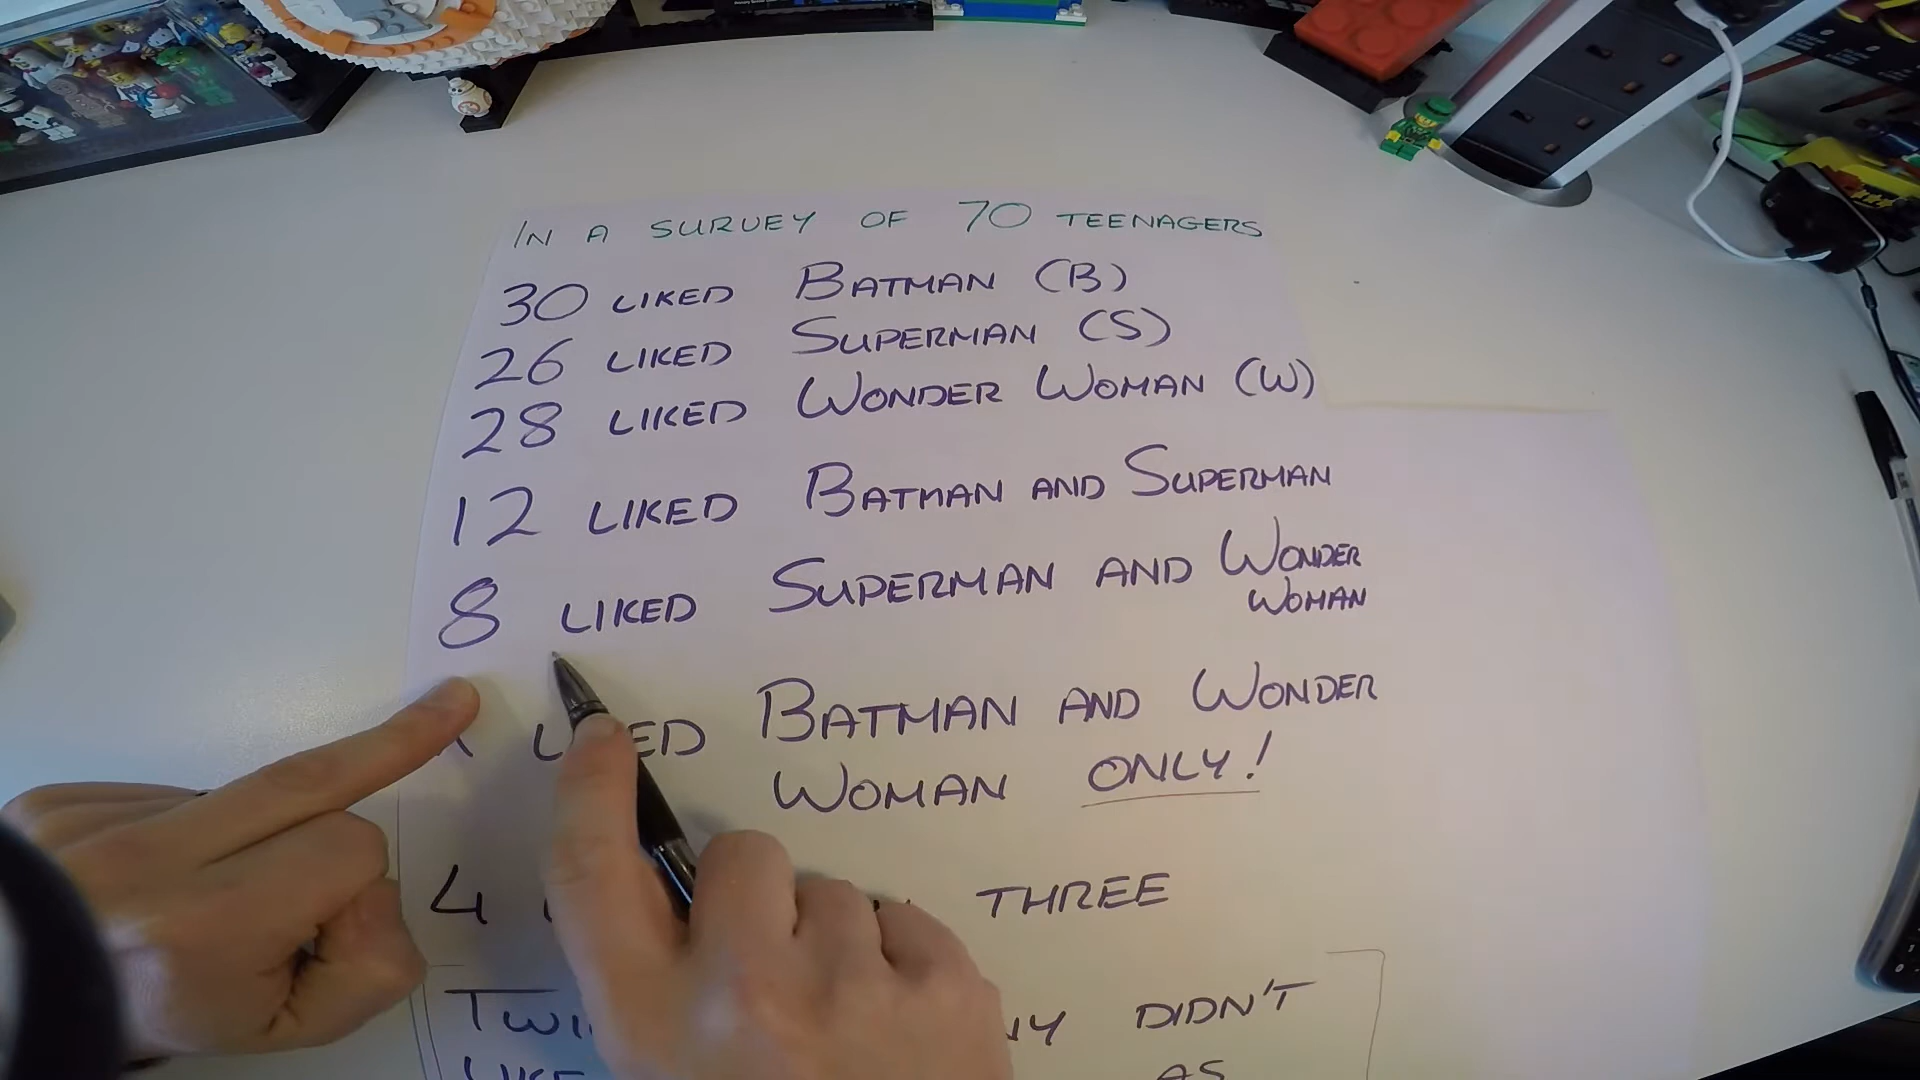 IN A SURVEY OF 70 TEENAGERS
30 LIKED BATMAN (B)
26 LIKED SUPERMAN (S)
28 LIKED WONDER WOMAN (W)
12 LIKED BATMAN AND SUPERMAN
8 LIKED SUPERMAN AND WONDER
WOMAN
BATMAN AND WONDER
WOMAN ONLY!
4 THREE
DIDN'T
AS